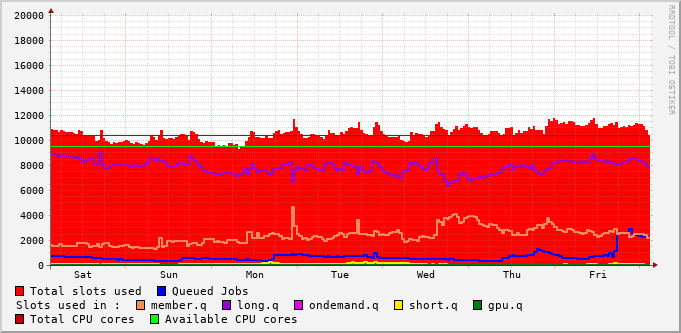 20000
18000
16000
14000
12000
10000
8000
6000
4000
2000
0
Sat Sun Mon Tue Wed Thu Fri
RRDTOOL / TOBI OETIKER
Total slots used Queued Jobs
Slots used in : member.q long.q ondemand.q short.q gpu.q
Total CPU cores Available CPU cores